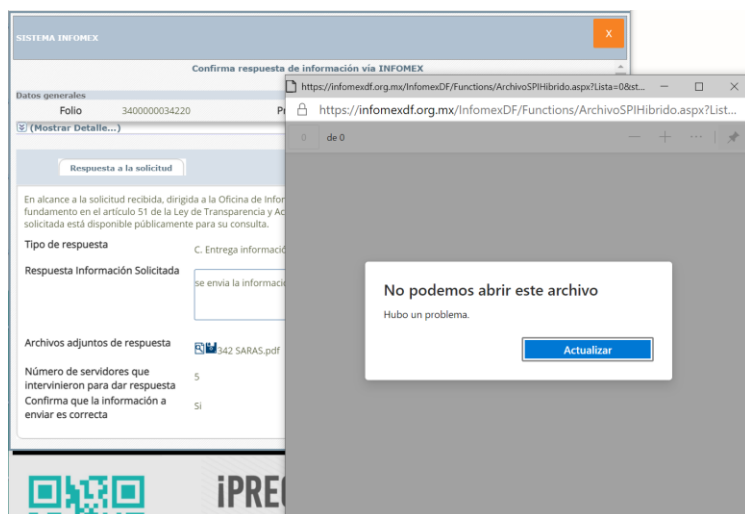 SISTEMA INFOMEX
X
Confirma respuesta de información vía INFOMEX
Datos generales
Folio 3400000034220
(Mostrar Detalle...)
Respuesta a la solicitud
En alcance a la solicitud recibida, dirigida a la Oficina de
fundamento en el artículo 51 de la Ley de Transparencia y
solicitada está disponible públicamente para su consulta.
Tipo de respuesta
C. Entrega
Respuesta Información Solicitada
se envia la
Archivos adjuntos de respuesta
342 SARAS.pdf
Número de servidores que
intervinieron para dar respuesta
5
Confirma que la información a
enviar es correcta
Si
https://infomexdf.org.mx/InfomexDF/Functions/ArchivoSPIHibrido.aspx?Lista=0&st...
https://infomexdf.org.mx/InfomexDF/Functions/ArchivoSPIHibrido.aspx?List...
0 de 0
No podemos abrir este archivo
Hubo un problema.
Actualizar